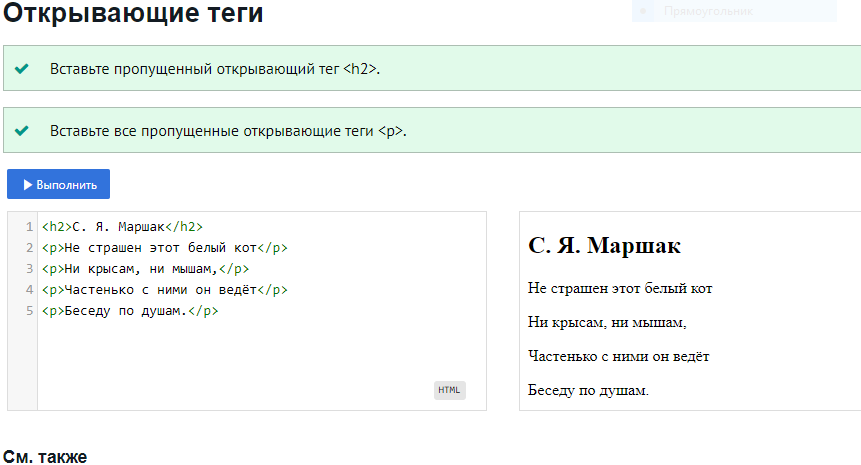 Открывающие теги
Прямоугольник
Вставьте пропущенный открывающий тег <h2>.
Вставьте все пропущенные открывающие теги <p>.
Выполнить
1 <h2>С. Я. Маршак</h2>
2 <p>Не страшен этот белый кот</p>
3 <p>Ни крысам, ни мышам,</p>
4 <p>Частенько с ними он ведёт</p>
5 <p>Беседу по душам.</p>
HTML
С. Я. Маршак
Не страшен этот белый кот
Ни крысам, ни мышам,
Частенько с ними он ведёт
Беседу по душам.
См. также